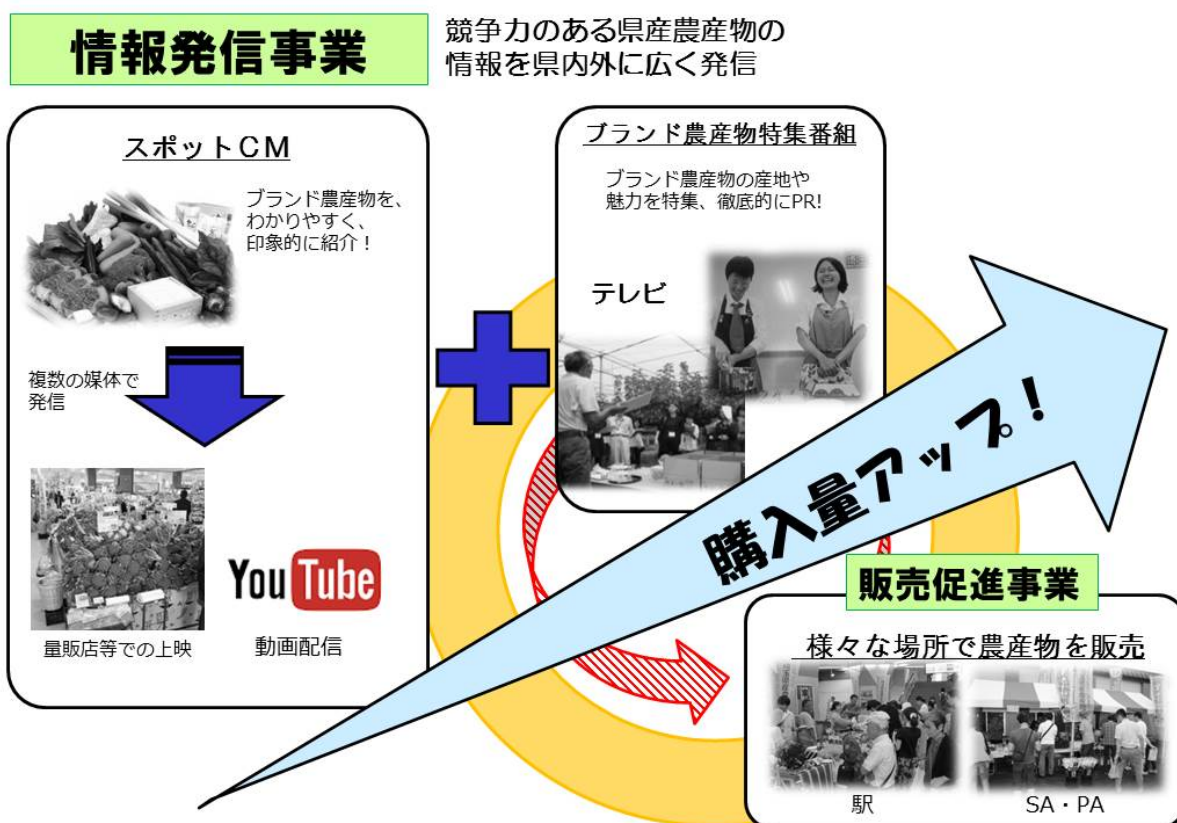 情報発信事業
競争力のある県産農産物の
情報を県内外に広く発信
スポットCM
ブランド農産物を、
わかりやすく、
印象的に紹介！
複数の媒体で
発信
量販店等での上映
YouTube
動画配信
ブランド農産物特集番組
ブランド農産物の産地や
魅力を特集、徹底的にPR!
テレビ
購入量アップ！
販売促進事業
様々な場所で農産物を販売
駅
SA・PA